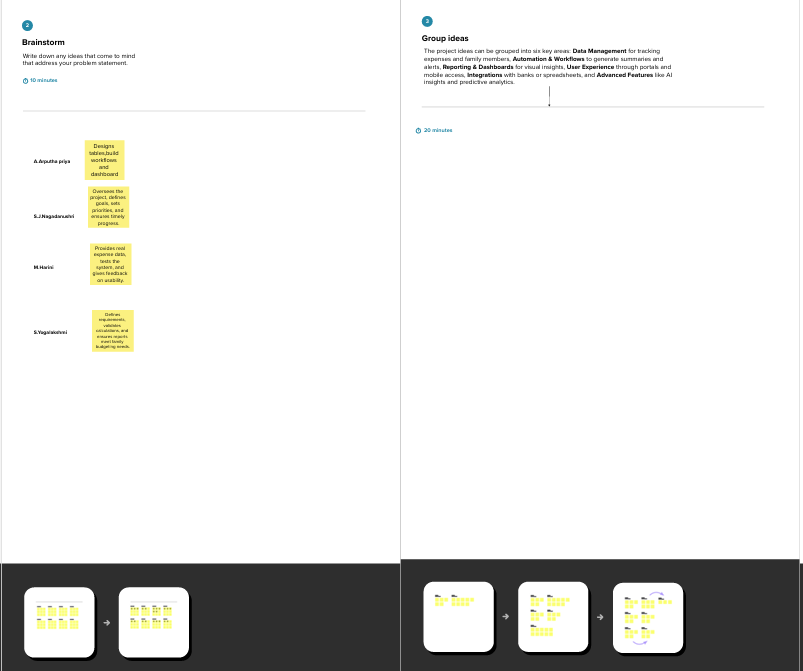 2
Brainstorm
Write down any ideas that come to mind
that address your problem statement.
10 minutes
A.Arputha priya
Designs
tables,build
workflows
and
dashboard
S.J.Nagadanushri
Oversees the
project, defines
goals, sets
priorities, and
ensures timely
progress.
M.Harini
Provides real
expense data,
tests the
system, and
gives feedback
on usability.
S.Yogalakshmi
Defines
requirements,
validates
calculations, and
ensures reports
meet family
budgeting needs.
3
Group ideas
The project ideas can be grouped into six key areas: Data Management for tracking
expenses and family members, Automation & Workflows to generate summaries and
alerts, Reporting & Dashboards for visual insights, User Experience through portals and
mobile access, Integrations with banks or spreadsheets, and Advanced Features like AI
insights and predictive analytics.
20 minutes